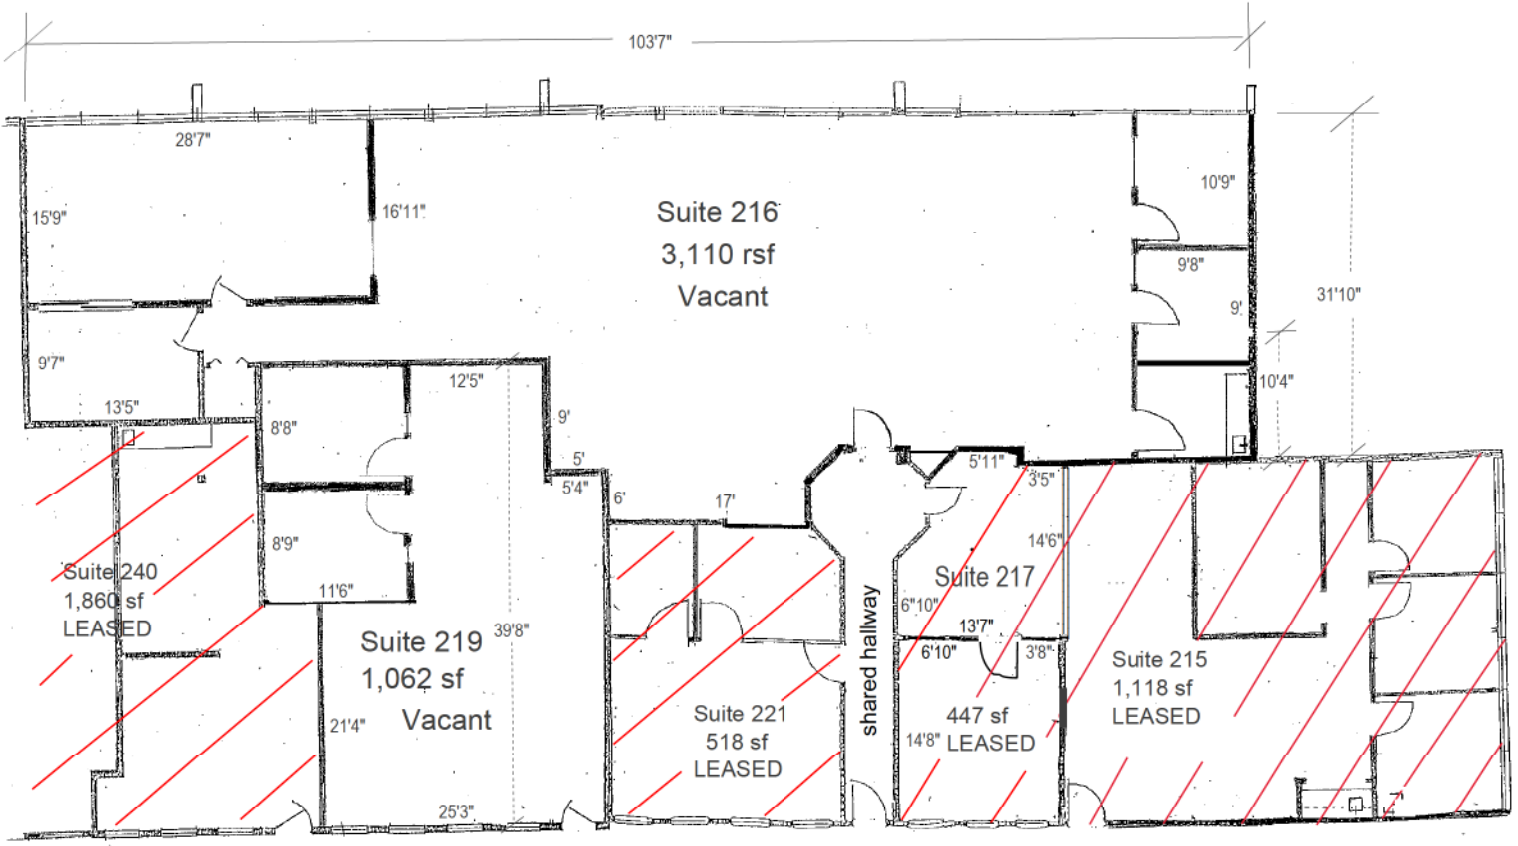 103'7"
28'7"
15'9"
16'11"
10'9"
Suite 216
3,110 rsf
Vacant
9'8"
9'
31'10"
9'7"
13'5"
12'5"
10'4"
8'8"
9'
5'
5'4"
5'11"
3'5"
6'
17'
8'9"
14'6"
Suite 240
1,860 sf
LEASED
11'6"
Suite 217
6"10"
shared hallway
39'8"
13'7"
6'10"
3'8"
Suite 219
1,062 sf
Vacant
Suite 215
1,118 sf
LEASED
21'4"
Suite 221
518 sf
LEASED
447 sf
LEASED
14'8"
25'3"